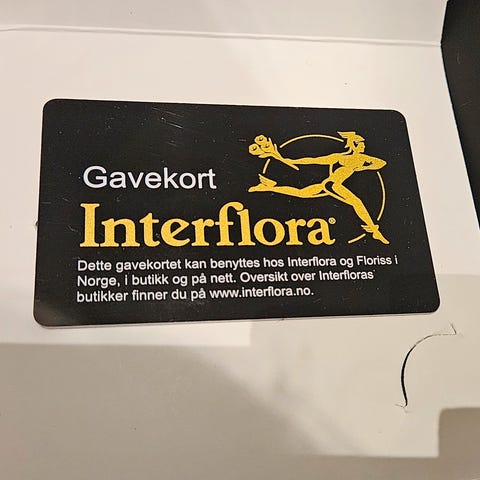 Gavekort
Interflora®
Dette gavekortet kan benyttes hos Interflora og Floriss i
Norge, i butikk og på nett. Oversikt over Interfloras
butikker finner du på www.interflora.no.